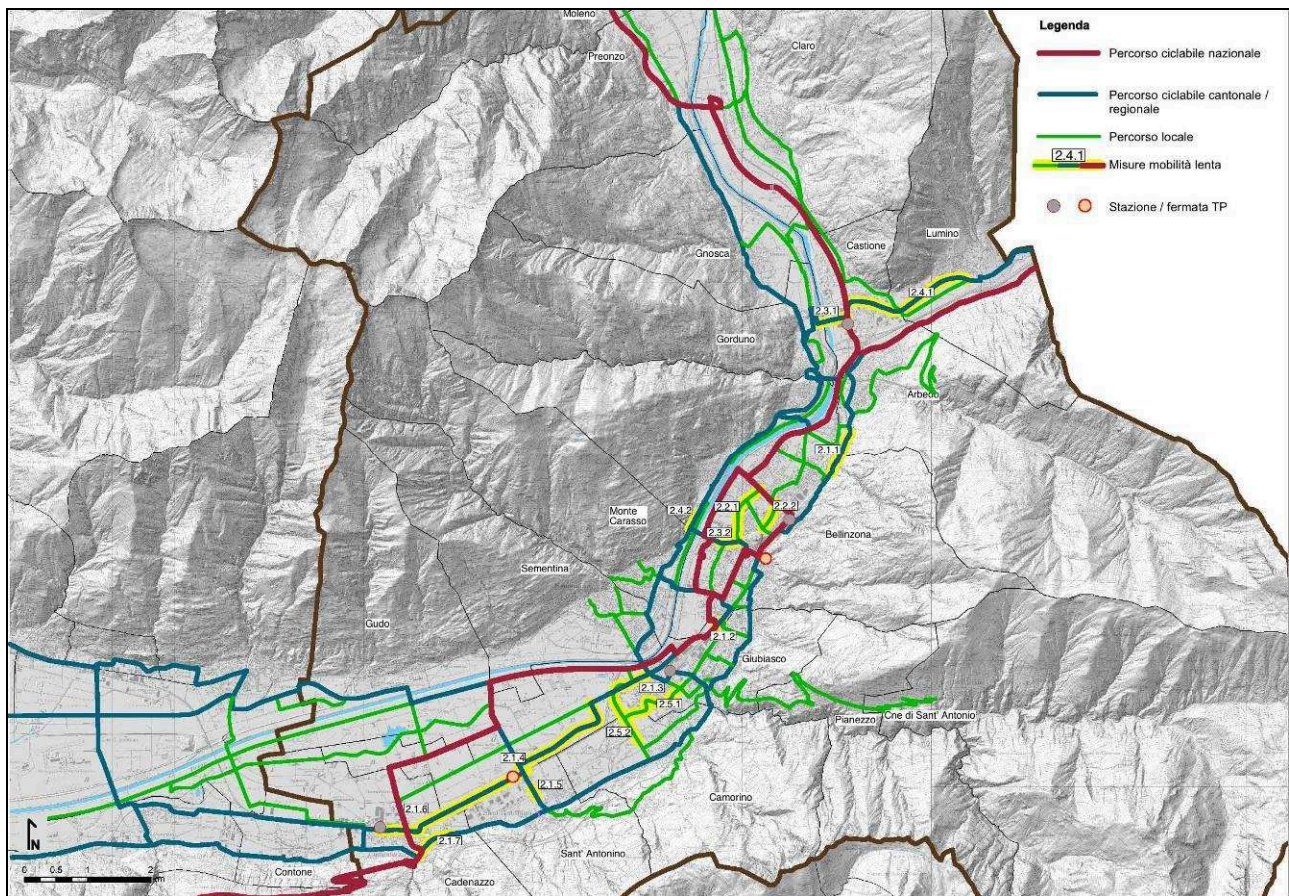 Moleno
Preonzo
Claro
Legenda
Percorso ciclabile nazionale
Percorso ciclabile cantonale /
regionale
Percorso locale
2.4.1
Misure mobilità lenta
Stazione / fermata TP
Lumino
Castione
Gnosca
2.4.1
2.3.1
Gorduno
Arbedo
2.1.1
Monte
Carasso
2.4.2
2.2.1
2.2.2
2.3.2
Bellinzona
Sementina
Gudo
2.1.2
Giubiasco
2.1.3
2.5.1
2.5.2
Pianezzo
Cne di Sant' Antonio
2.1.4
2.1.5
Camorino
2.1.6
2.1.7
Sant' Antonino
Contone
Cadenazzo
N
0 0.5 1 2
km